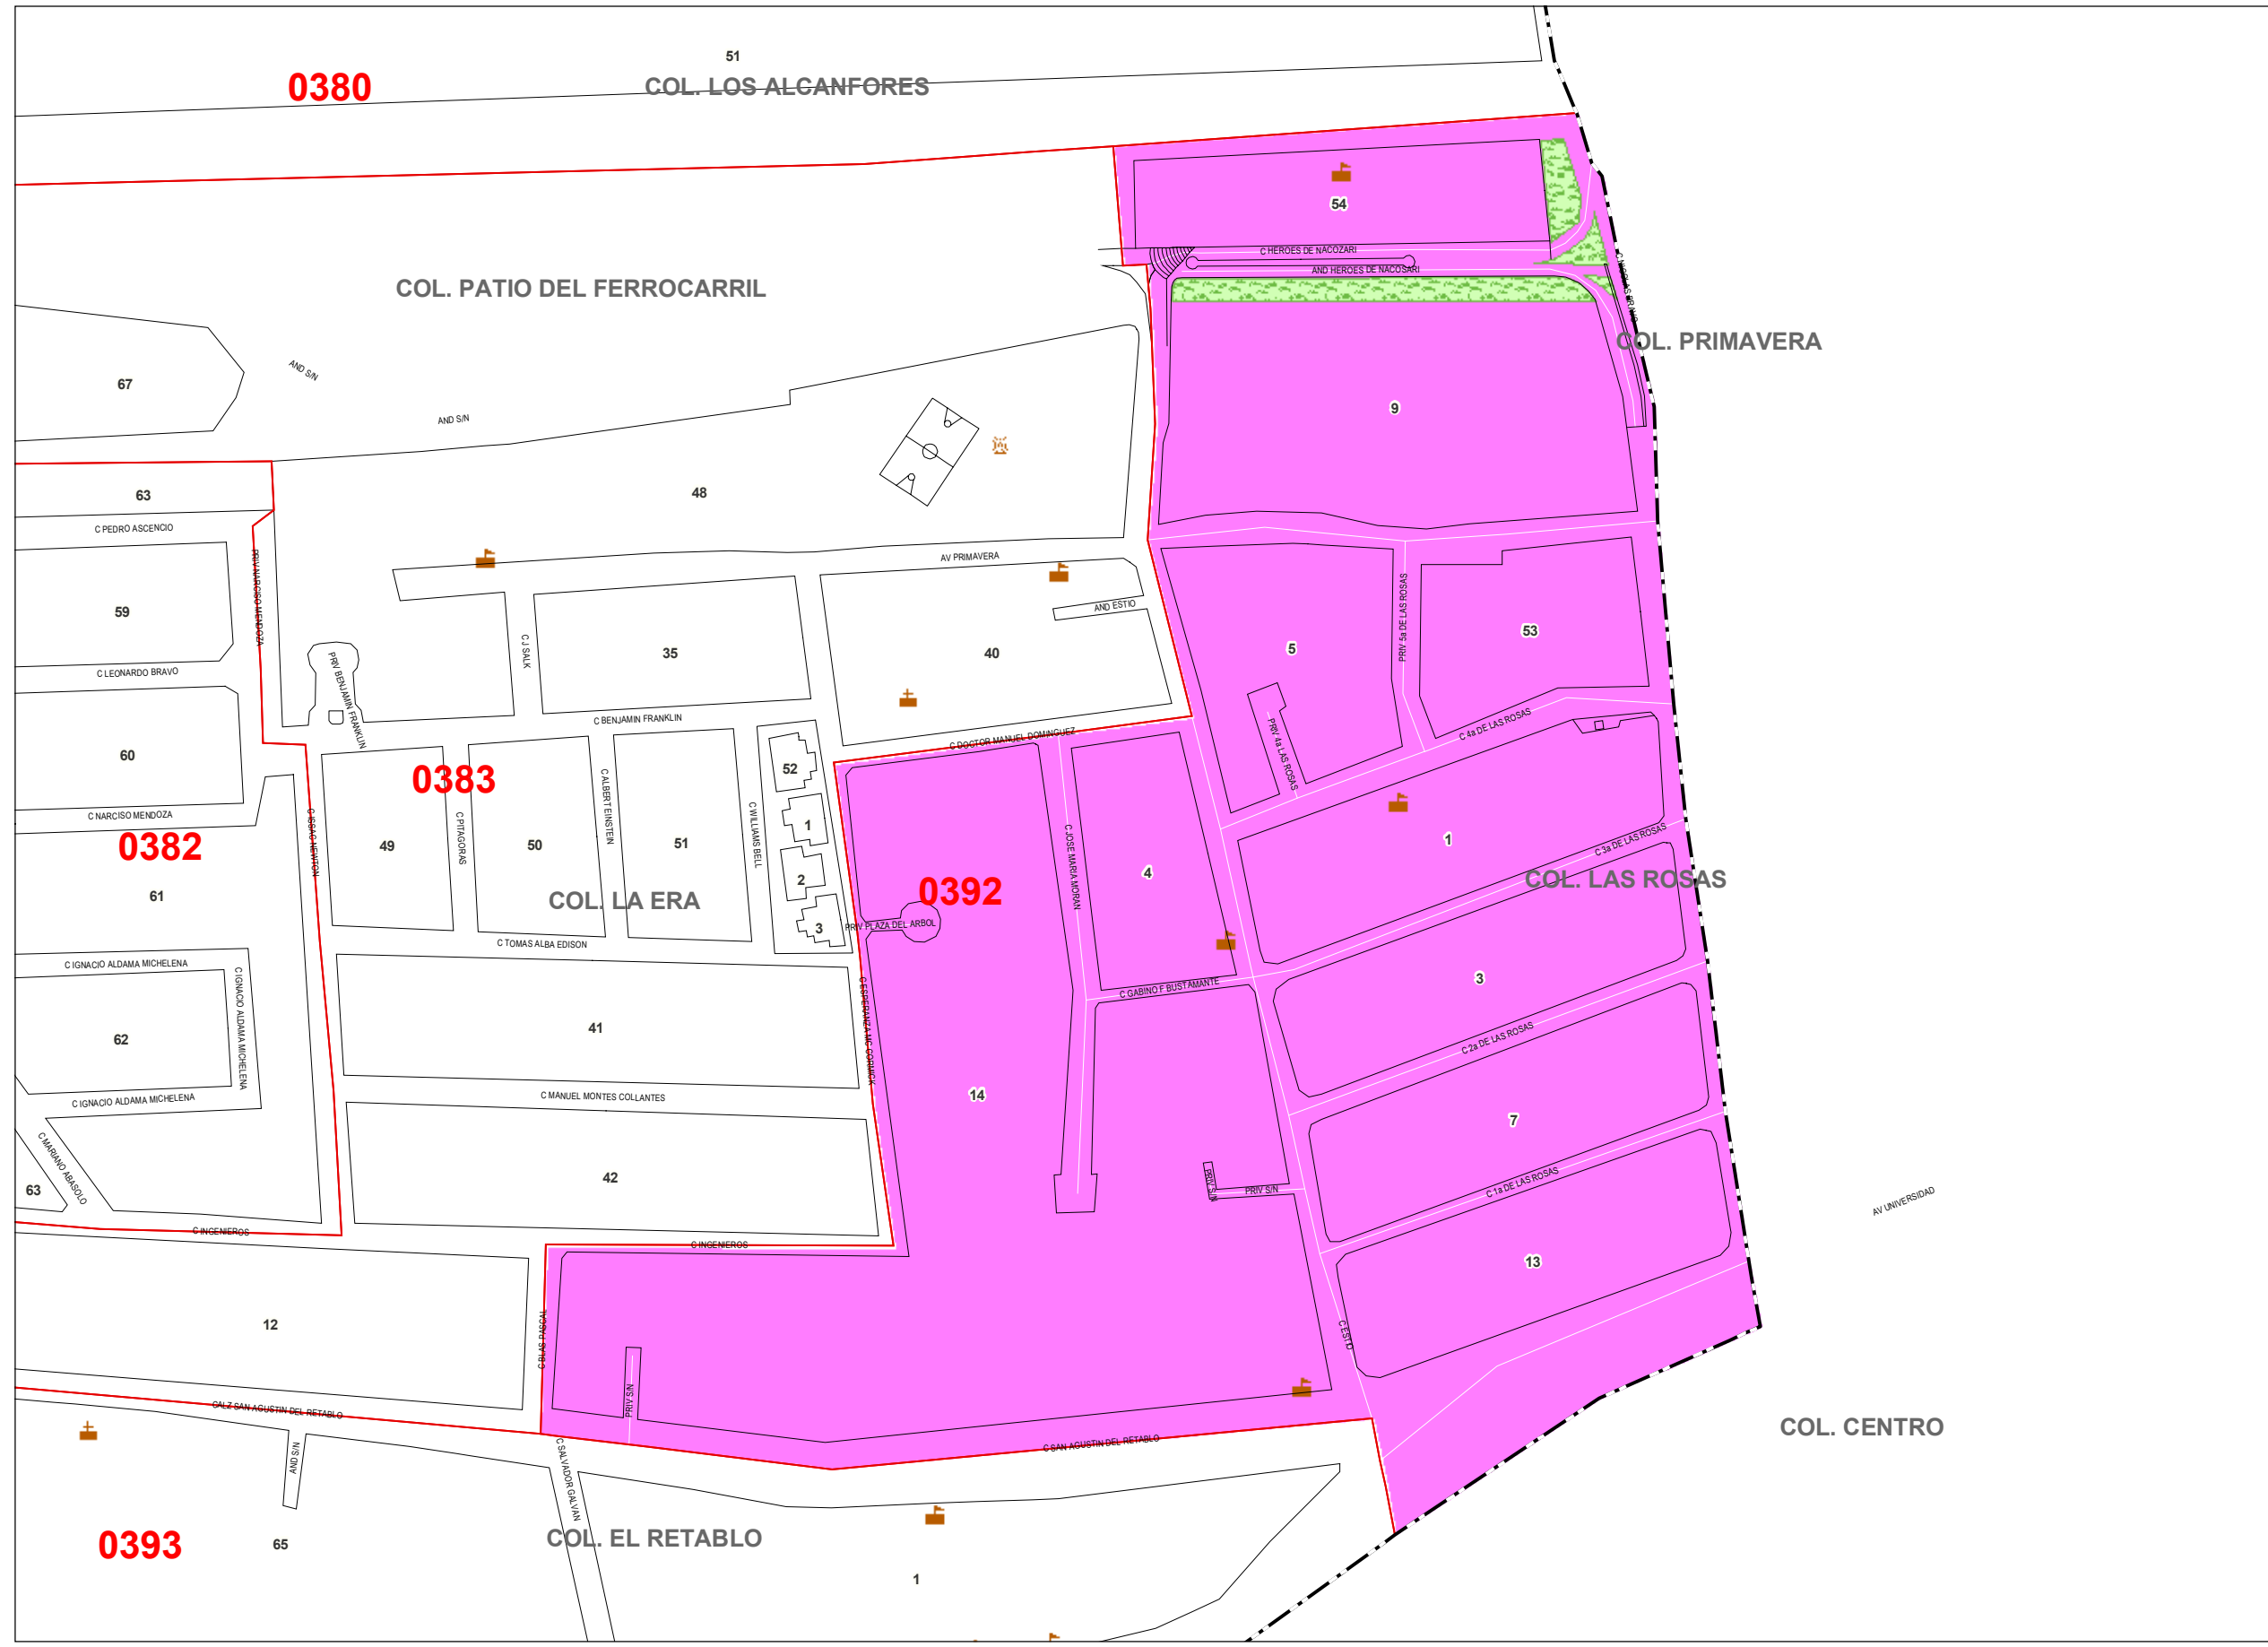 51
0380
COL. LOS ALCANFORES
54
C HEROES DE NACOZARI
AND HEROES DE NACOSARI
C NICOLAS BRAVO
COL. PATIO DEL FERROCARRIL
COL. PRIMAVERA
67
AND S/N
AND S/N
9
63
48
C PEDRO ASCENCIO
PRIV NARCISO MENDOZA
AV PRIMAVERA
59
AND ESTIO
C J SALK
35
40
5
PRIV 5a DE LAS ROSAS
53
C LEONARDO BRAVO
PRIV BENJAMIN FRANKLIN
C BENJAMIN FRANKLIN
C DOCTOR MANUEL DOMINGUEZ
PRIV 4a LAS ROSAS
C 4a DE LAS ROSAS
60
0383
52
C NARCISO MENDOZA
C ISSAC NEWTON
C PITAGORAS
C ALBERT EINSTEIN
C WILLIAMS BELL
1
0382
49
50
51
C JOSE MARIA MORAN
1
C 3a DE LAS ROSAS
2
4
COL. LAS ROSAS
61
COL. LA ERA
0392
3
PRIV PLAZA DEL ARBOL
C TOMAS ALBA EDISON
C IGNACIO ALDAMA MICHELENA
C IGNACIO ALDAMA MICHELENA
C GABINO F BUSTAMANTE
3
62
41
C ESPERANZA MC CORMICK
C 2a DE LAS ROSAS
C IGNACIO ALDAMA MICHELENA
C MANUEL MONTES COLLANTES
14
7
C MARIANO ABASOLO
63
42
PRIV S/N
PRIV S/N
C 1a DE LAS ROSAS
AV UNIVERSIDAD
C INGENIEROS
C INGENIEROS
13
12
C BLAS PASCAL
C ESTIO
PRIV S/N
CALZ SAN AGUSTIN DEL RETABLO
C SAN AGUSTIN DEL RETABLO
COL. CENTRO
AND S/N
C SALVADOR GALVAN
0393
65
COL. EL RETABLO
1